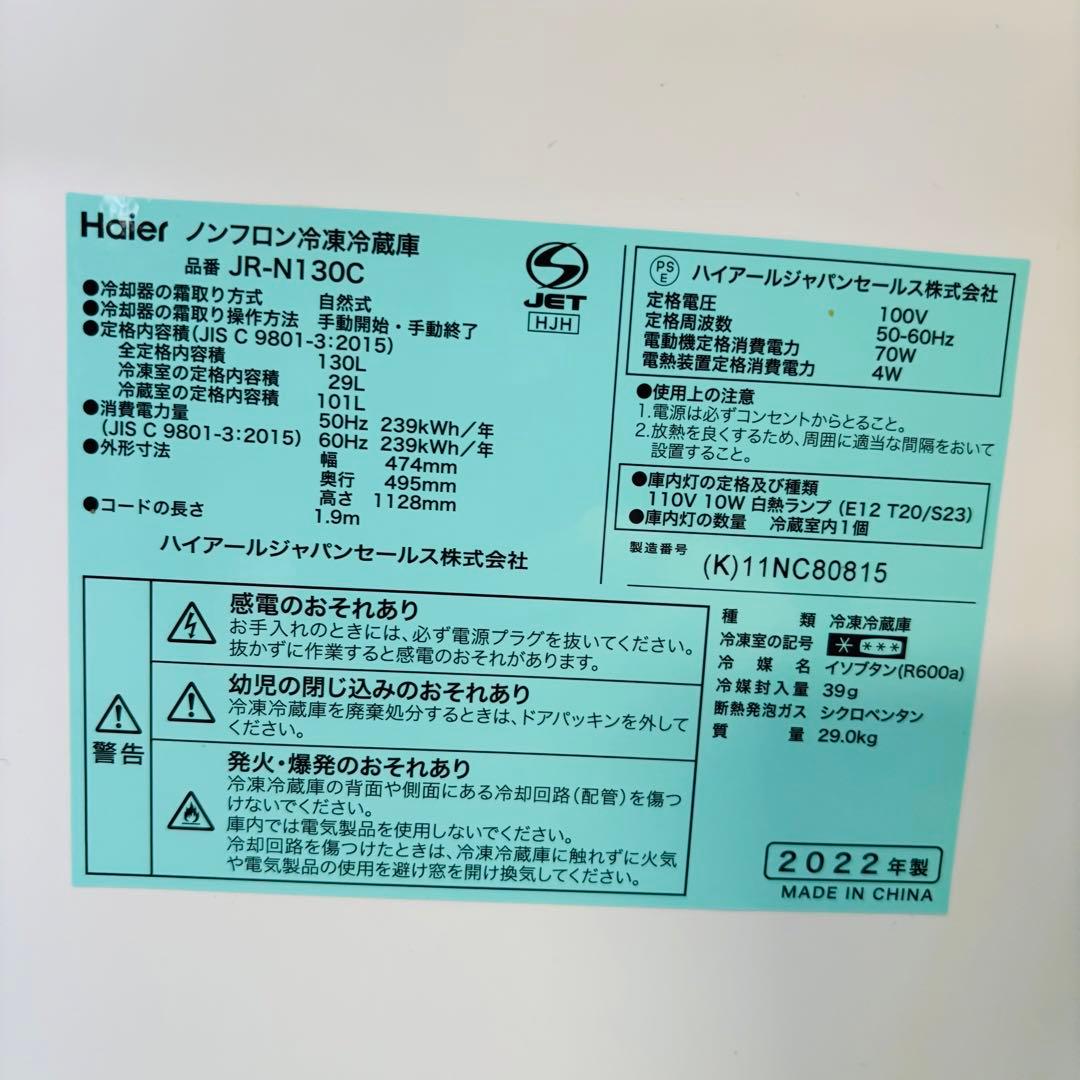 Haier ノンフロン冷凍冷蔵庫
品番 JR-N130C
●冷却器の霜取り方式 自然式
●冷却器の霜取り操作方法 手動開始・手動終了
●定格内容積(JIS C 9801-3:2015)
全定格内容積 130L
冷凍室の定格内容積 29L
冷蔵室の定格内容積 101L
●消費電力量 50Hz 239kWh/年
(JIS C 9801-3:2015) 60Hz 239kWh/年
●外形寸法 幅 474mm
奥行 495mm
高さ 1128mm
●コードの長さ 1.9m
ハイアールジャパンセールス株式会社
JET
HJH
PSE ハイアールジャパンセールス株式会社
定格電圧 100V
定格周波数 50-60Hz
電動機定格消費電力 70W
電熱装置定格消費電力 4W
●使用上の注意
1.電源は必ずコンセントからとること。
2.放熱を良くするため、周囲に適当な間隔をおいて
設置すること。
●庫内灯の定格及び種類
110V 10W 白熱ランプ (E12 T20/S23)
●庫内灯の数量 冷蔵室内1個
製造番号 (K)11NC80815
警告
感電のおそれあり
お手入れのときには、必ず電源プラグを抜いてください。
抜かずに作業すると感電のおそれがあります。
幼児の閉じ込みのおそれあり
冷凍冷蔵庫を廃棄処分するときは、ドアパッキンを外して
ください。
発火・爆発のおそれあり
冷凍冷蔵庫の背面や側面にある冷却回路(配管)を傷つ
けないでください。
庫内では電気製品を使用しないでください。
冷却回路を傷つけたときは、冷凍冷蔵庫に触れずに火気
や電気製品の使用を避け窓を開け換気してください。
種類 冷凍冷蔵庫
冷凍室の記号 * ***
冷媒名 イソブタン(R600a)
冷媒封入量 39g
断熱発泡ガス シクロペンタン
質量 29.0kg
2022年製
MADE IN CHINA